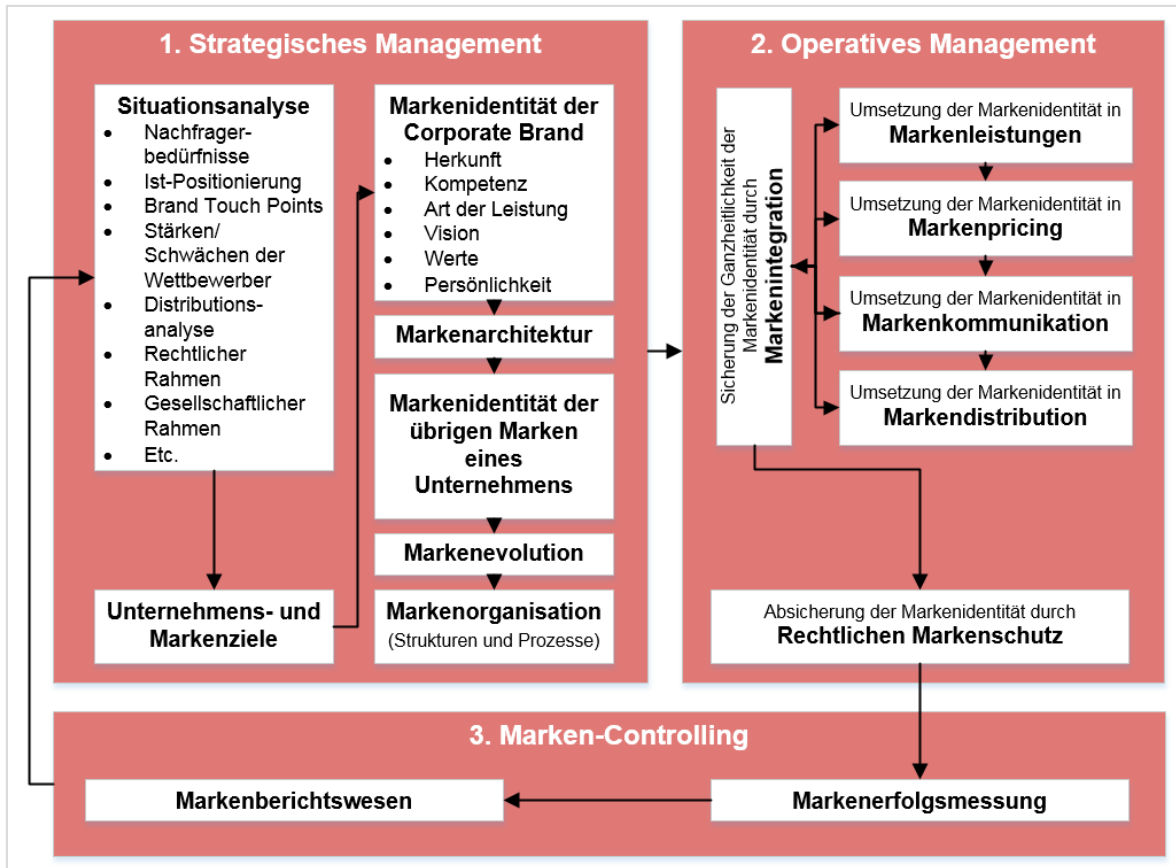 1. Strategisches Management
Situationsanalyse
• Nachfrager-
bedürfnisse
• Ist-Positionierung
• Brand Touch Points
• Stärken/
Schwächen der
Wettbewerber
• Distributions-
analyse
• Rechtlicher
Rahmen
• Gesellschaftlicher
Rahmen
• Etc.
Unternehmens- und
Markenziele
Markenidentität der
Corporate Brand
• Herkunft
• Kompetenz
• Art der Leistung
• Vision
• Werte
• Persönlichkeit
Markenarchitektur
Markenidentität der
übrigen Marken
eines
Unternehmens
Markenevolution
Markenorganisation
(Strukturen und Prozesse)
2. Operatives Management
Sicherung der Ganzheitlichkeit der
Markenidentität durch
Markenintegration
Umsetzung der Markenidentität in
Markenleistungen
Umsetzung der Markenidentität in
Markenpricing
Umsetzung der Markenidentität in
Markenkommunikation
Umsetzung der Markenidentität in
Markendistribution
Absicherung der Markenidentität durch
Rechtlichen Markenschutz
3. Marken-Controlling
Markenberichtswesen
Markenerfolgsmessung